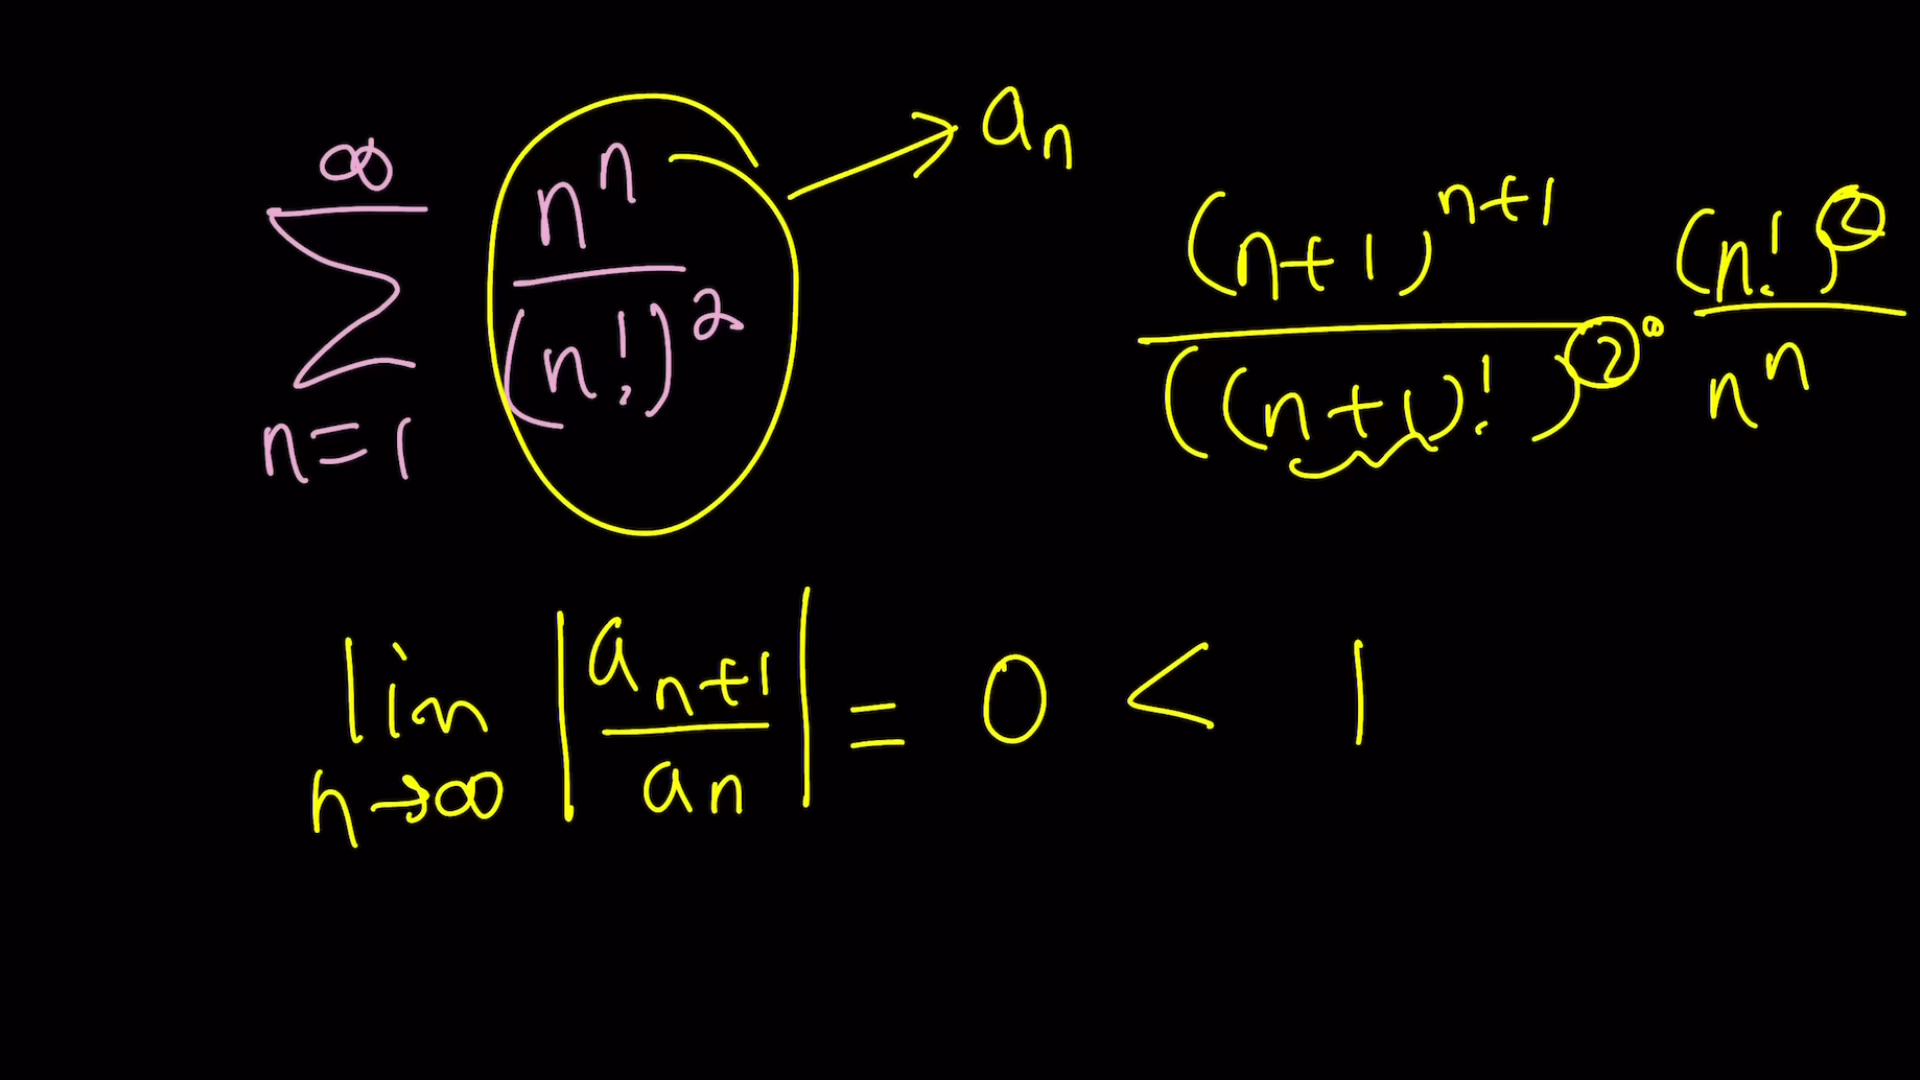 ∞ ∑ n=1 n^n / (n!)^2 → a_n
(n+1)^{n+1} / ((n+1)!)^2 · (n!)^2 / n^n
lim n→∞ |a_{n+1} / a_n| = 0 < 1